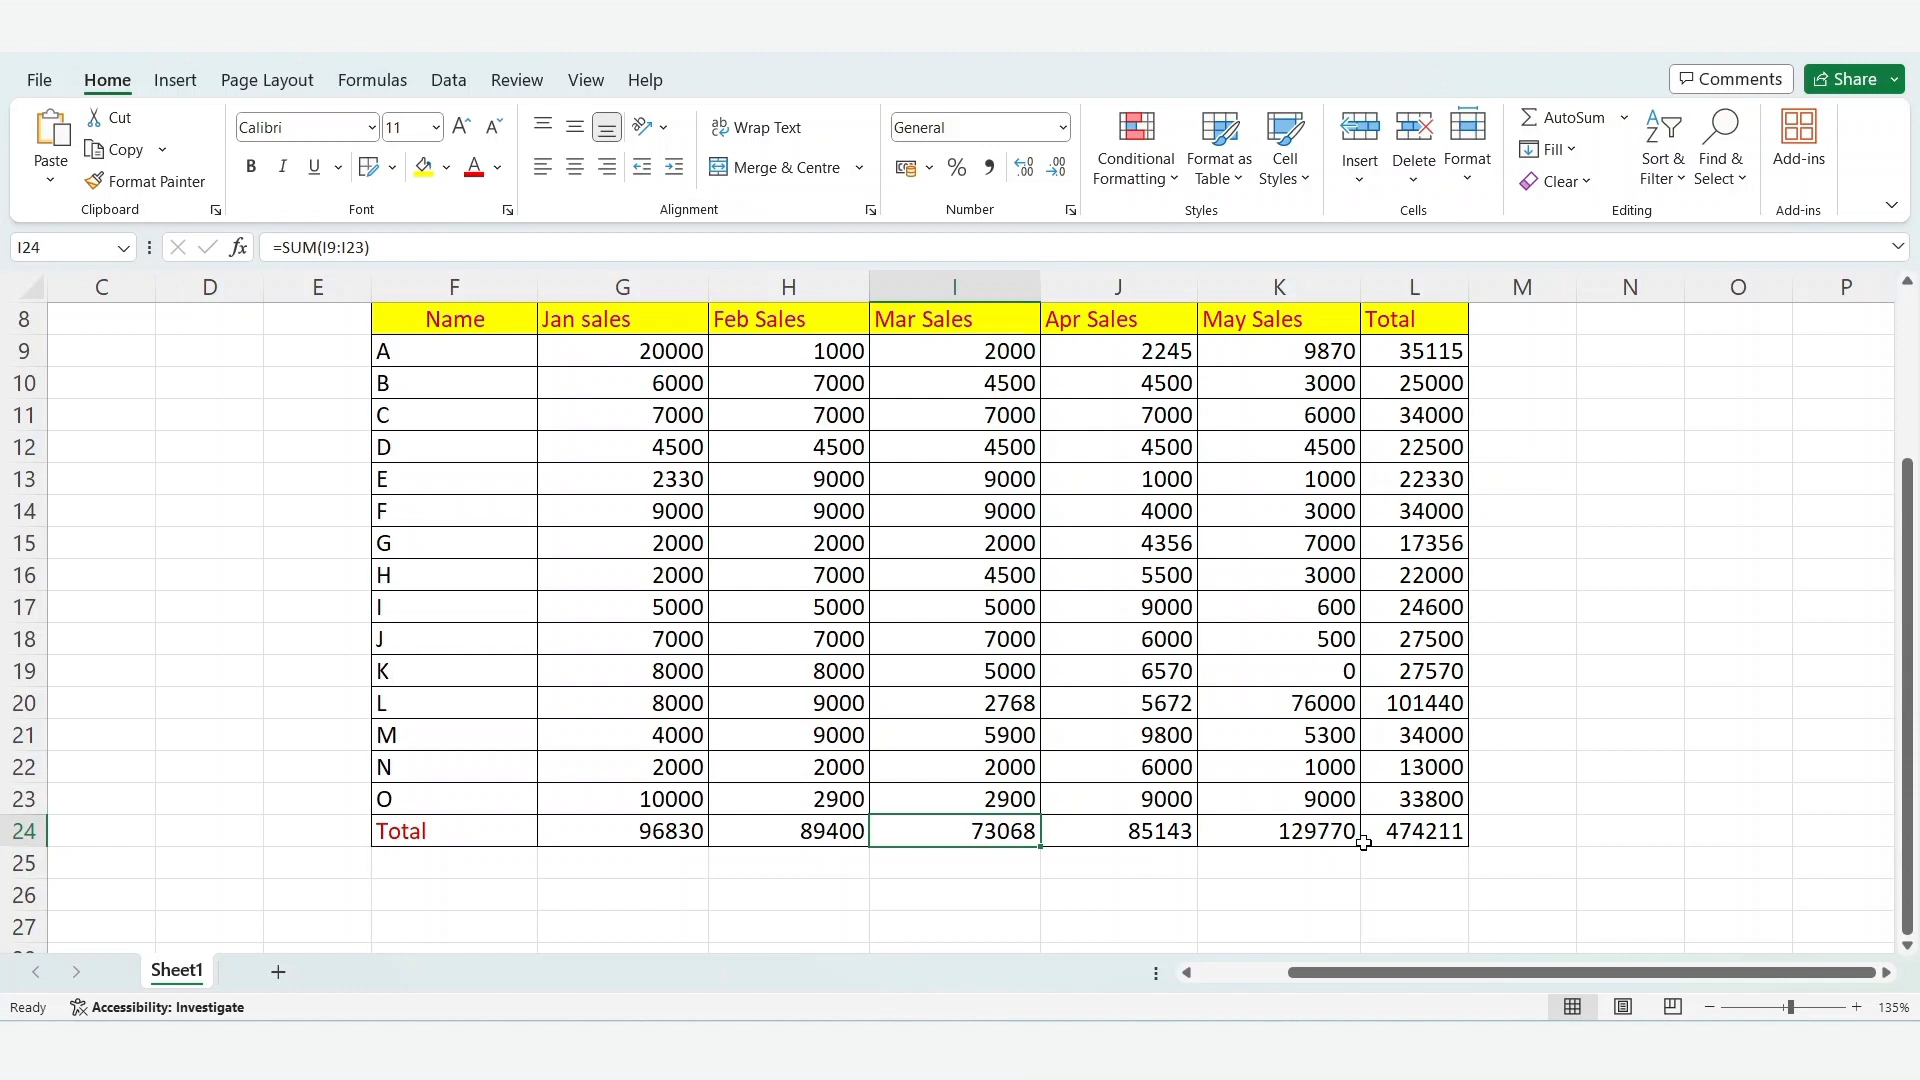 File Home Insert Page Layout Formulas Data Review View Help Comments Share
Paste Cut Copy Format Painter Clipboard
Calibri 11 A A B I U A Font
ab Wrap Text Merge & Centre Alignment
General % , .00 .00 Number
Conditional Formatting Format as Table Cell Styles Styles
Insert Delete Format Cells
AutoSum Fill Clear Sort & Filter Find & Select Editing
Add-ins Add-ins
I24 fx =SUM(I9:I23)
C D E F G H I J K L M N O P
8 Name Jan sales Feb Sales Mar Sales Apr Sales May Sales Total
9 A 20000 1000 2000 2245 9870 35115
10 B 6000 7000 4500 4500 3000 25000
11 C 7000 7000 7000 7000 6000 34000
12 D 4500 4500 4500 4500 4500 22500
13 E 2330 9000 9000 1000 1000 22330
14 F 9000 9000 9000 4000 3000 34000
15 G 2000 2000 2000 4356 7000 17356
16 H 2000 7000 4500 5500 3000 22000
17 I 5000 5000 5000 9000 600 24600
18 J 7000 7000 7000 6000 500 27500
19 K 8000 8000 5000 6570 0 27570
20 L 8000 9000 2768 5672 76000 101440
21 M 4000 9000 5900 9800 5300 34000
22 N 2000 2000 2000 6000 1000 13000
23 O 10000 2900 2900 9000 9000 33800
24 Total 96830 89400 73068 85143 129770 474211
25
26
27
Sheet1
Ready Accessibility: Investigate 135%